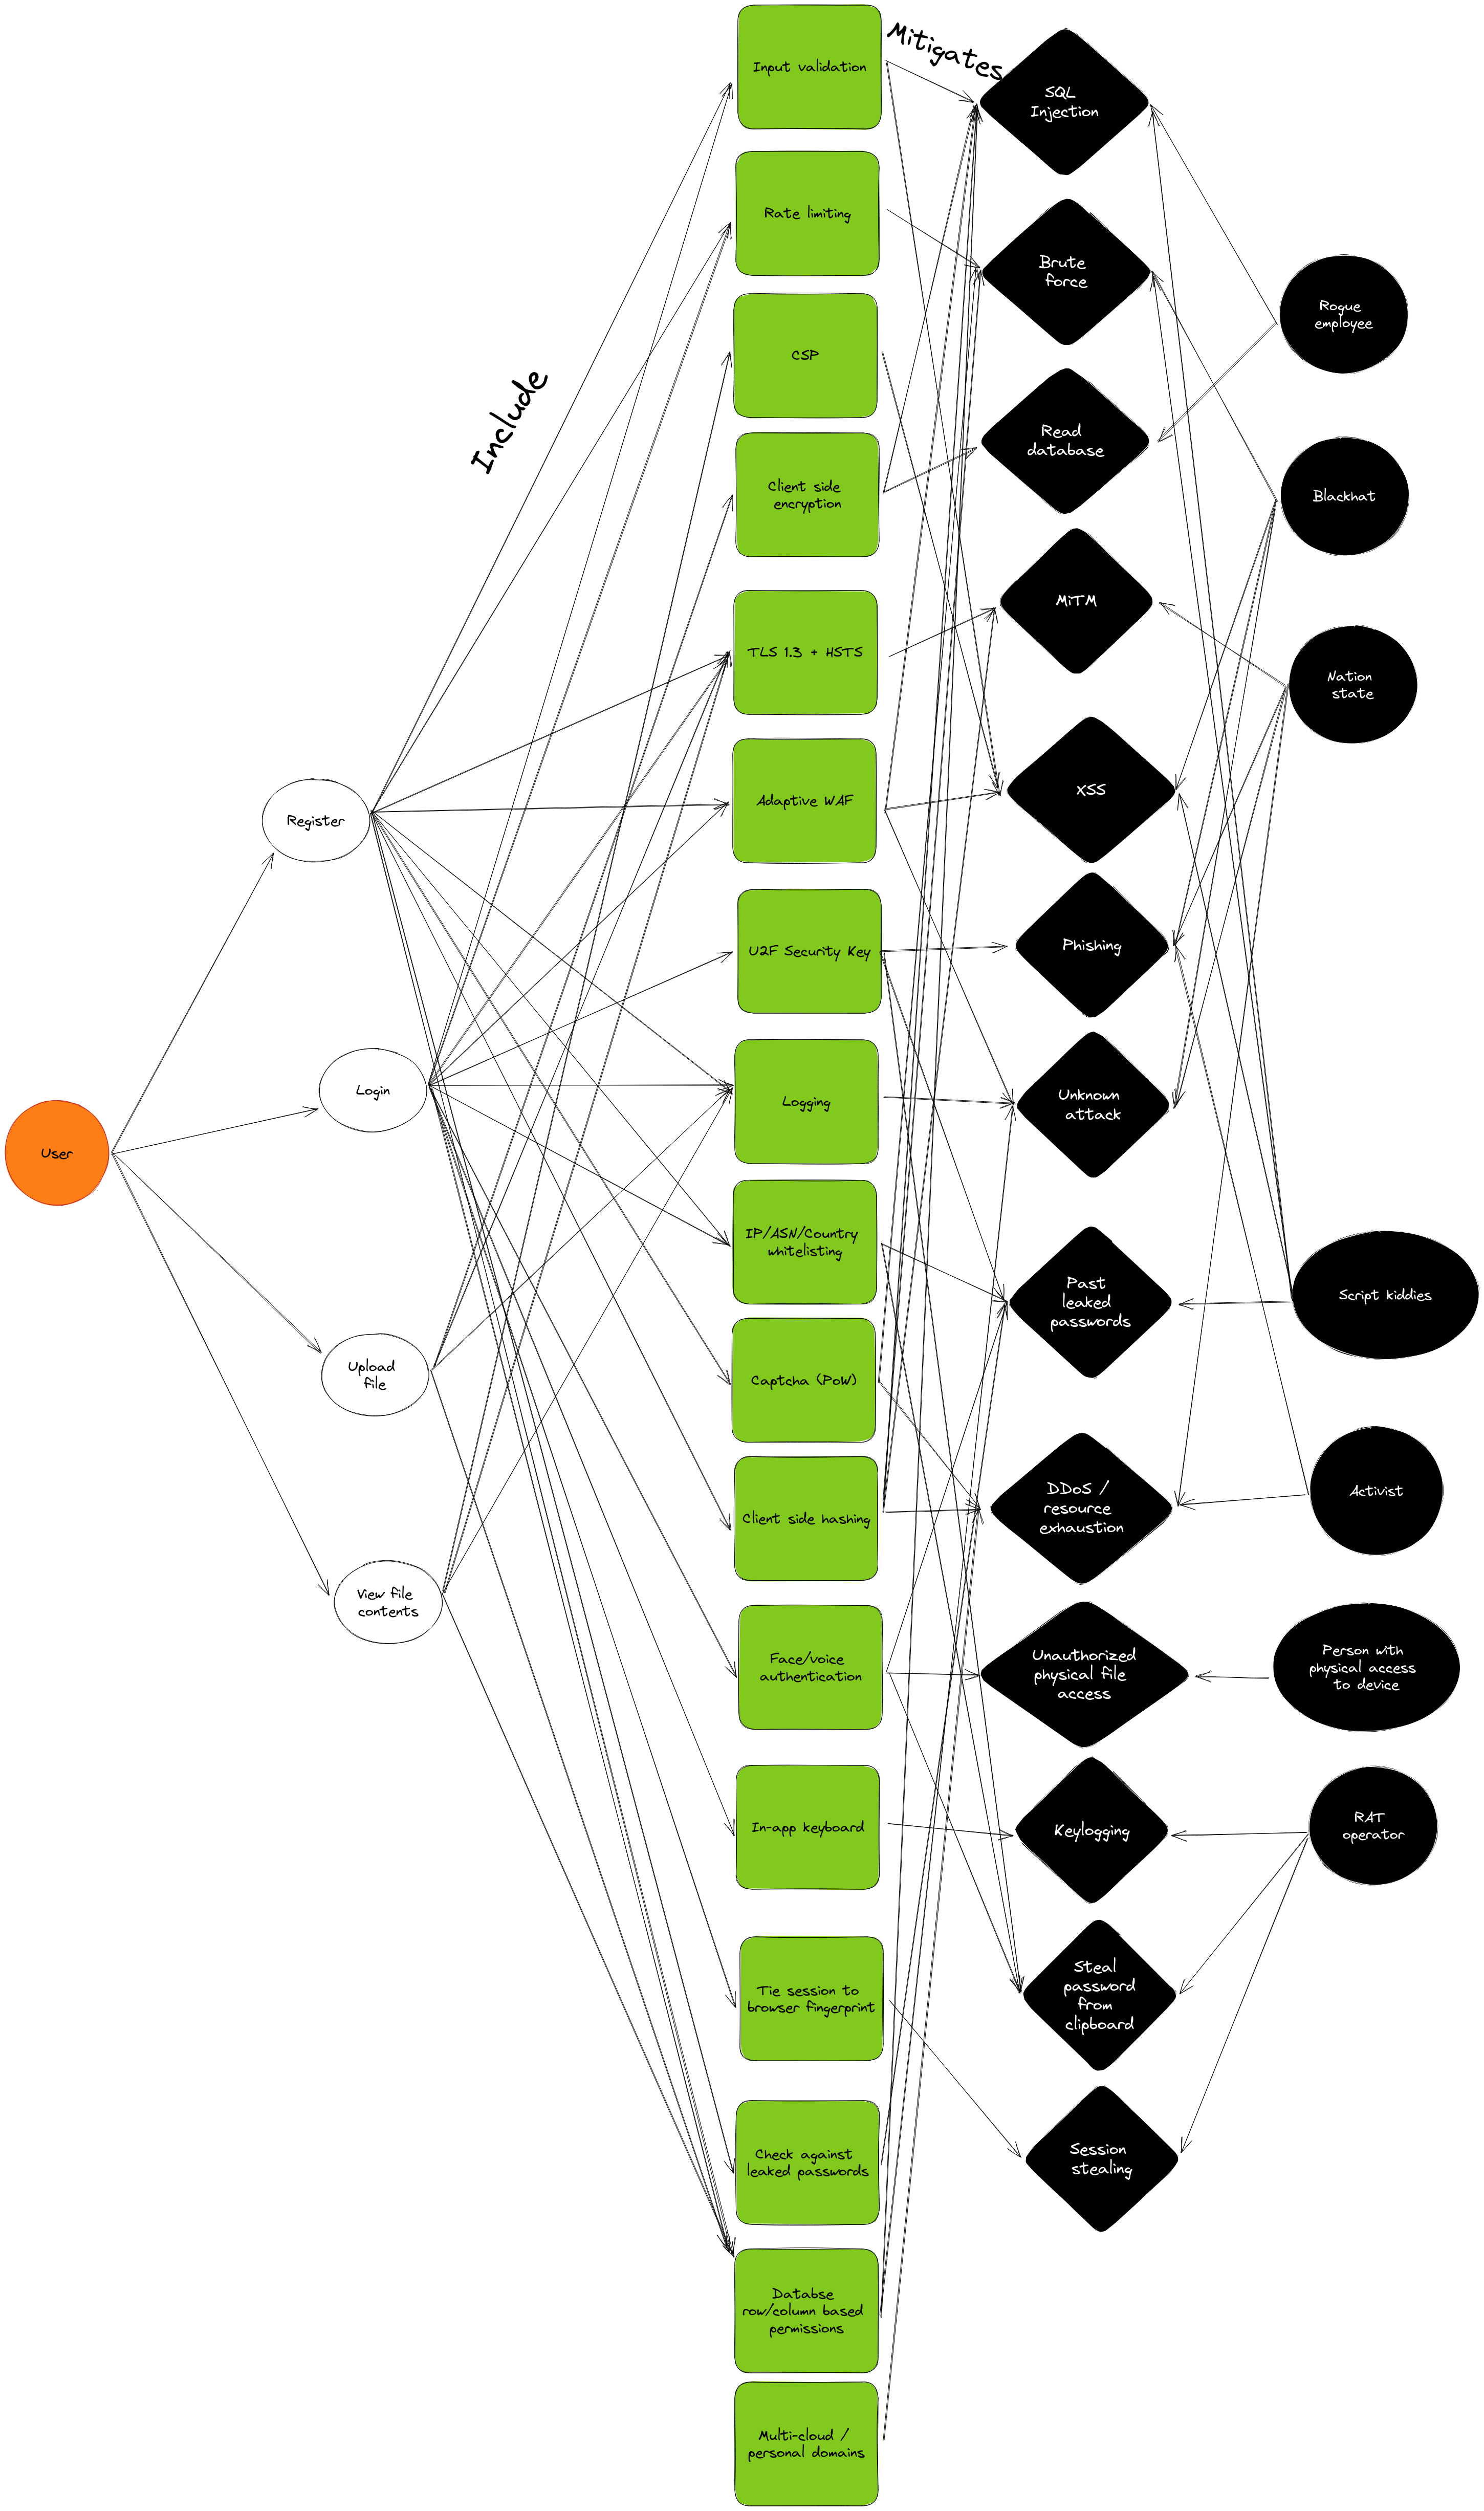 Mitigates
Include
User
Register
Login
Upload
file
View file
contents
Input validation
Rate limiting
CSP
Client side
encryption
TLS 1.3 + HSTS
Adaptive WAF
U2F Security Key
Logging
IP/ASN/Country
whitelisting
Captcha (PoW)
Client side hashing
Face/voice
authentication
In-app keyboard
Tie session to
browser fingerprint
Check against
leaked passwords
Databse
row/column based
permissions
Multi-cloud /
personal domains
SQL
Injection
Brute
force
Read
database
MiTM
XSS
Phishing
Unknown
attack
Past
leaked
passwords
DDoS /
resource
exhaustion
Unauthorized
physical file
access
Keylogging
Steal
password
from
clipboard
Session
stealing
Rogue
employee
Blackhat
Nation
state
Script kiddies
Activist
Person with
physical access
to device
RAT
operator